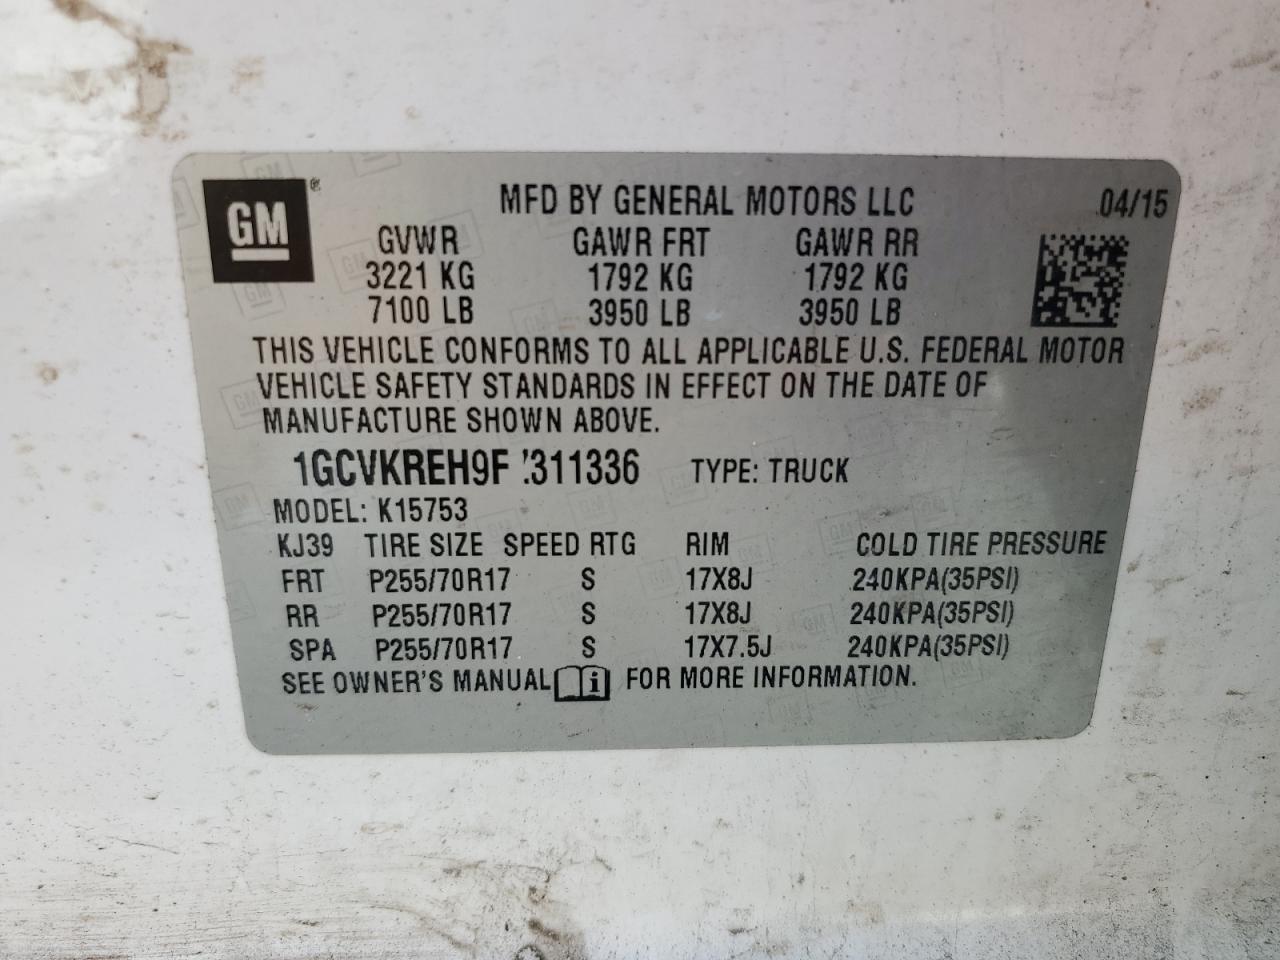 GM ®
MFD BY GENERAL MOTORS LLC 04/15
GVWR GAWR FRT GAWR RR
3221 KG 1792 KG 1792 KG
7100 LB 3950 LB 3950 LB
THIS VEHICLE CONFORMS TO ALL APPLICABLE U.S. FEDERAL MOTOR
VEHICLE SAFETY STANDARDS IN EFFECT ON THE DATE OF
MANUFACTURE SHOWN ABOVE.
TYPE: TRUCK
MODEL: K15753
KJ39 TIRE SIZE SPEED RTG RIM COLD TIRE PRESSURE
FRT P255/70R17 S 17X8J 240KPA(35PSI)
RR P255/70R17 S 17X8J 240KPA(35PSI)
SPA P255/70R17 S 17X7.5J 240KPA(35PSI)
SEE OWNER'S MANUAL i FOR MORE INFORMATION.